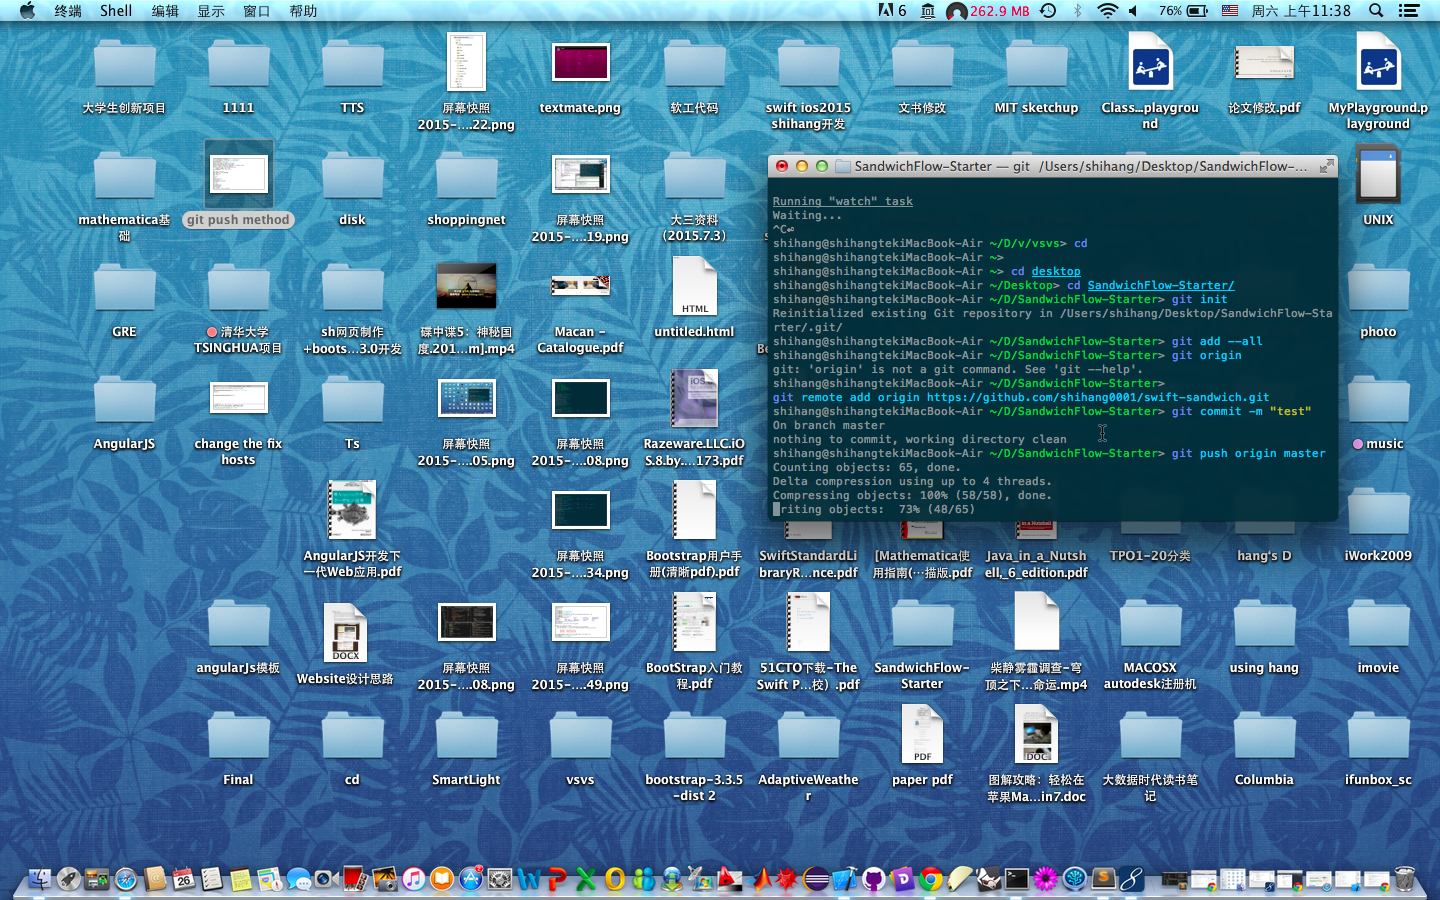 终端 Shell 编辑 显示 窗口 帮助
6 262.9 MB 76% 周六 上午11:38
大学生创新项目
1111
TTS
屏幕快照
2015-....22.png
textmate.png
软工代码
swift ios2015
shihang开发
文书修改
MIT sketchup
Class...playgrou
nd
论文修改.pdf
MyPlayground.p
layground
mathematica基
础
git push method
disk
shoppingnet
屏幕快照
2015-....19.png
大三资料
(2015.7.3)
UNIX
SandwichFlow-Starter — git /Users/shihang/Desktop/SandwichFlow-...
Running "watch" task
Waiting...
^C⏎
shihang@shihangtekiMacBook-Air ~/D/v/vsvs> cd
shihang@shihangtekiMacBook-Air ~>
shihang@shihangtekiMacBook-Air ~> cd desktop
shihang@shihangtekiMacBook-Air ~/Desktop> cd SandwichFlow-Starter/
shihang@shihangtekiMacBook-Air ~/D/SandwichFlow-Starter> git init
Reinitialized existing Git repository in /Users/shihang/Desktop/SandwichFlow-Sta
rter/.git/
shihang@shihangtekiMacBook-Air ~/D/SandwichFlow-Starter> git add --all
shihang@shihangtekiMacBook-Air ~/D/SandwichFlow-Starter> git origin
git: 'origin' is not a git command. See 'git --help'.
shihang@shihangtekiMacBook-Air ~/D/SandwichFlow-Starter>
git remote add origin https://github.com/shihang0001/swift-sandwich.git
shihang@shihangtekiMacBook-Air ~/D/SandwichFlow-Starter> git commit -m "test"
On branch master
nothing to commit, working directory clean
shihang@shihangtekiMacBook-Air ~/D/SandwichFlow-Starter> git push origin master
Counting objects: 65, done.
Delta compression using up to 4 threads.
Compressing objects: 100% (58/58), done.
riting objects: 73% (48/65)
GRE
清华大学
TSINGHUA项目
sh网页制作
+boots...3.0开发
碟中谍5：神秘国
度.201...m].mp4
Macan -
Catalogue.pdf
HTML
untitled.html
photo
AngularJS
change the fix
hosts
Ts
屏幕快照
2015-....05.png
屏幕快照
2015-....08.png
iOS
Razeware.LLC.iO
S.8.by....173.pdf
music
AngularJS开发下
一代Web应用.pdf
屏幕快照
2015-....34.png
Bootstrap用户手
册(清晰pdf).pdf
SwiftStandardLi
braryR...nce.pdf
[Mathematica使
用指南(...描版.pdf
Java_in_a_Nutsh
ell,_6_edition.pdf
TPO1-20分类
hang's D
iWork2009
angularJs模板
DOCX
Website设计思路
屏幕快照
2015-....08.png
屏幕快照
2015-....49.png
BootStrap入门教
程.pdf
51CTO下载-The
Swift P...校）.pdf
SandwichFlow-
Starter
柴静雾霾调查-穹
顶之下...命运.mp4
MACOSX
autodesk注册机
using hang
imovie
Final
cd
SmartLight
vsvs
bootstrap-3.3.5
-dist 2
AdaptiveWeathe
r
PDF
paper pdf
DOC
图解攻略：轻松在
苹果Ma...in7.doc
大数据时代读书笔
记
Columbia
ifunbox_sc
26